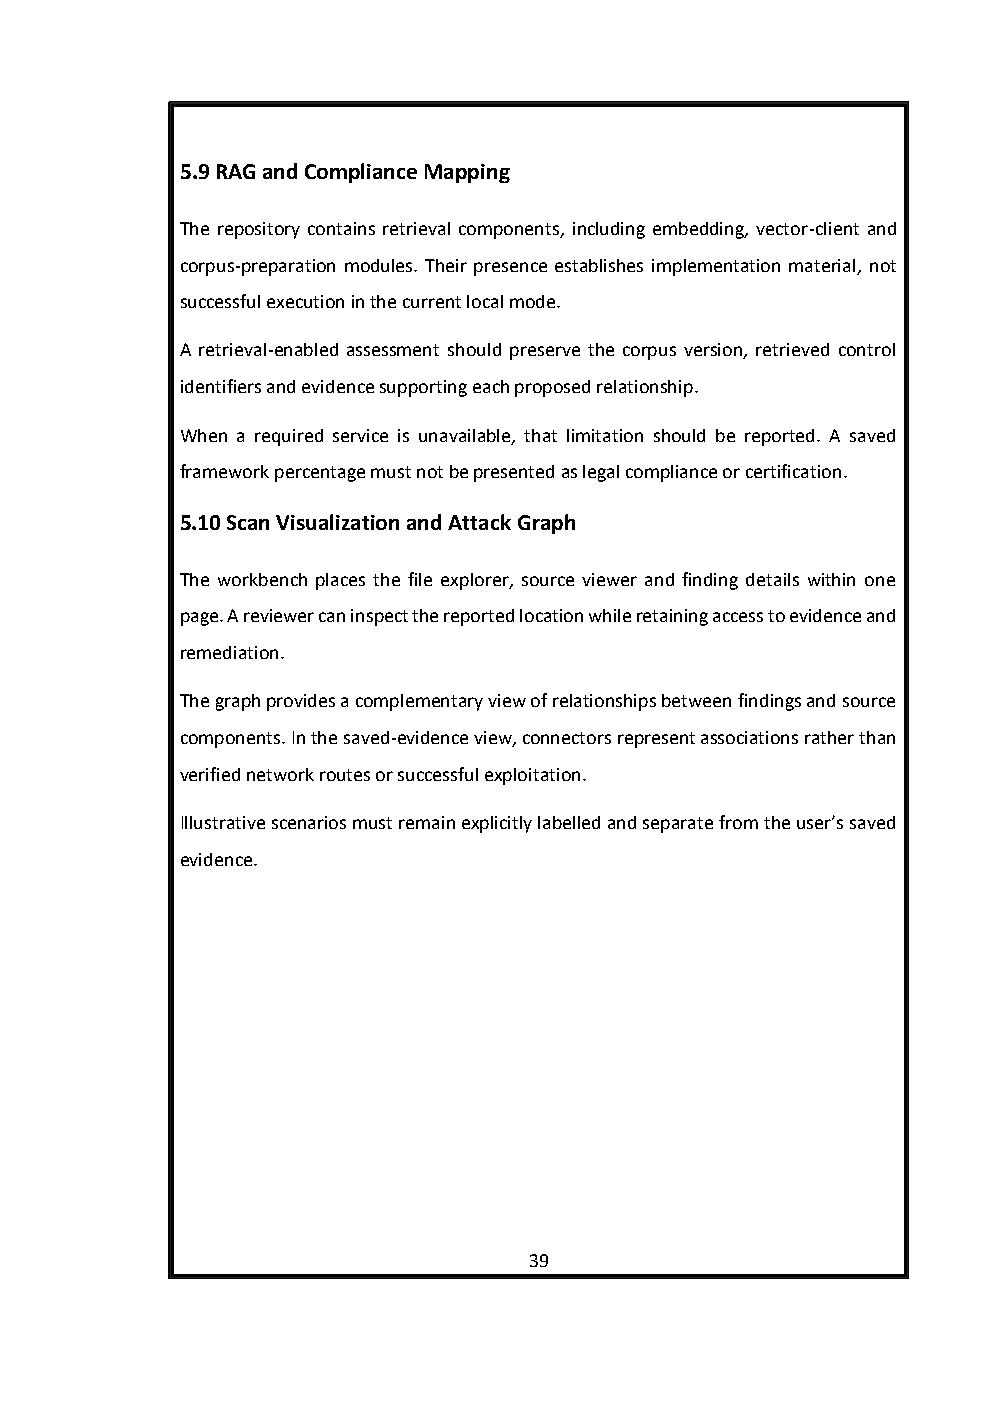 5.9 RAG and Compliance Mapping
The repository contains retrieval components, including embedding, vector-client and
corpus-preparation modules. Their presence establishes implementation material, not
successful execution in the current local mode.
A retrieval-enabled assessment should preserve the corpus version, retrieved control
identifiers and evidence supporting each proposed relationship.
When a required service is unavailable, that limitation should be reported. A saved
framework percentage must not be presented as legal compliance or certification.
5.10 Scan Visualization and Attack Graph
The workbench places the file explorer, source viewer and finding details within one
page. A reviewer can inspect the reported location while retaining access to evidence and
remediation.
The graph provides a complementary view of relationships between findings and source
components. In the saved-evidence view, connectors represent associations rather than
verified network routes or successful exploitation.
Illustrative scenarios must remain explicitly labelled and separate from the user’s saved
evidence.
39